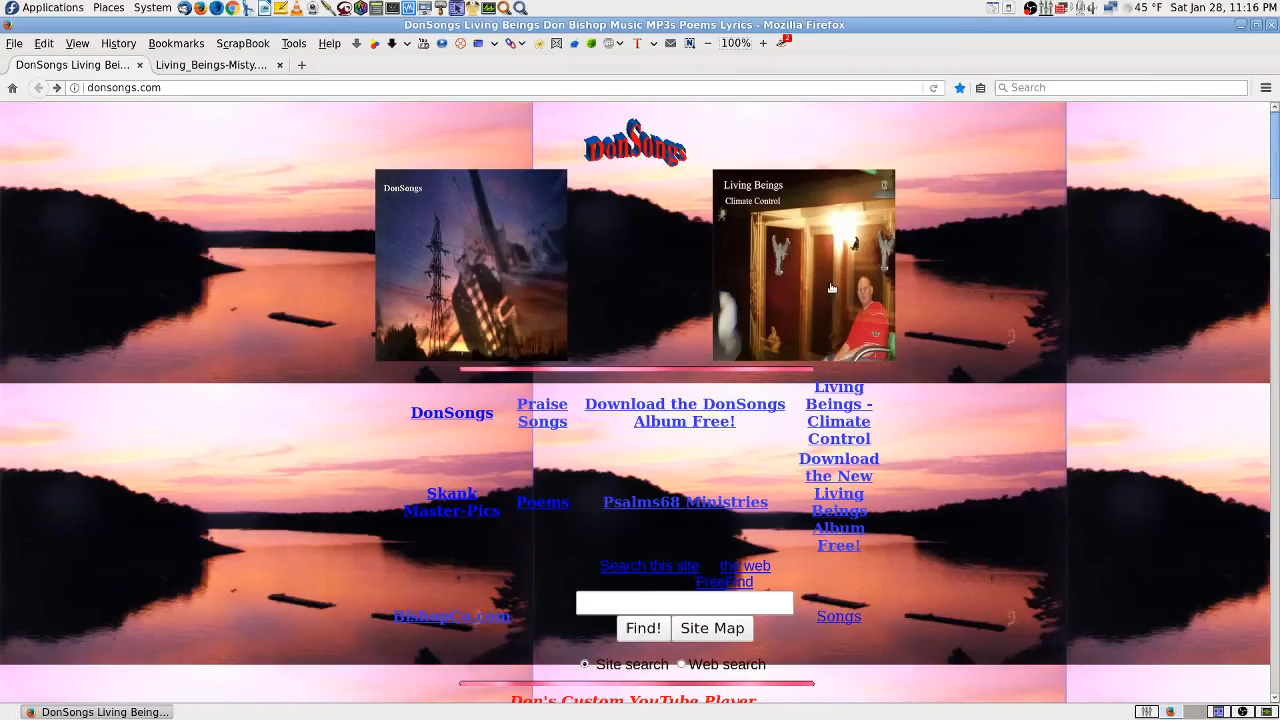 Applications Places System
45 °F Sat Jan 28, 11:16 PM
DonSongs Living Beings Don Bishop Music MP3s Poems Lyrics - Mozilla Firefox
File Edit View History Bookmarks ScrapBook Tools Help
100%
2
DonSongs Living Bei... × Living_Beings-Misty.... ×
donsongs.com
Search
DonSongs
DonSongs
Living Beings
Climate Control
DonSongs
Praise
Songs
Download the DonSongs
Album Free!
Living
Beings -
Climate
Control
Skank
Master-Pics
Poems
Psalms68 Ministries
Download
the New
Living
Beings
Album
Free!
BishopCo.com
Search this site the web
FreeFind
Find! Site Map
Site search Web search
Songs
Don's Custom YouTube Player
DonSongs Living Being...